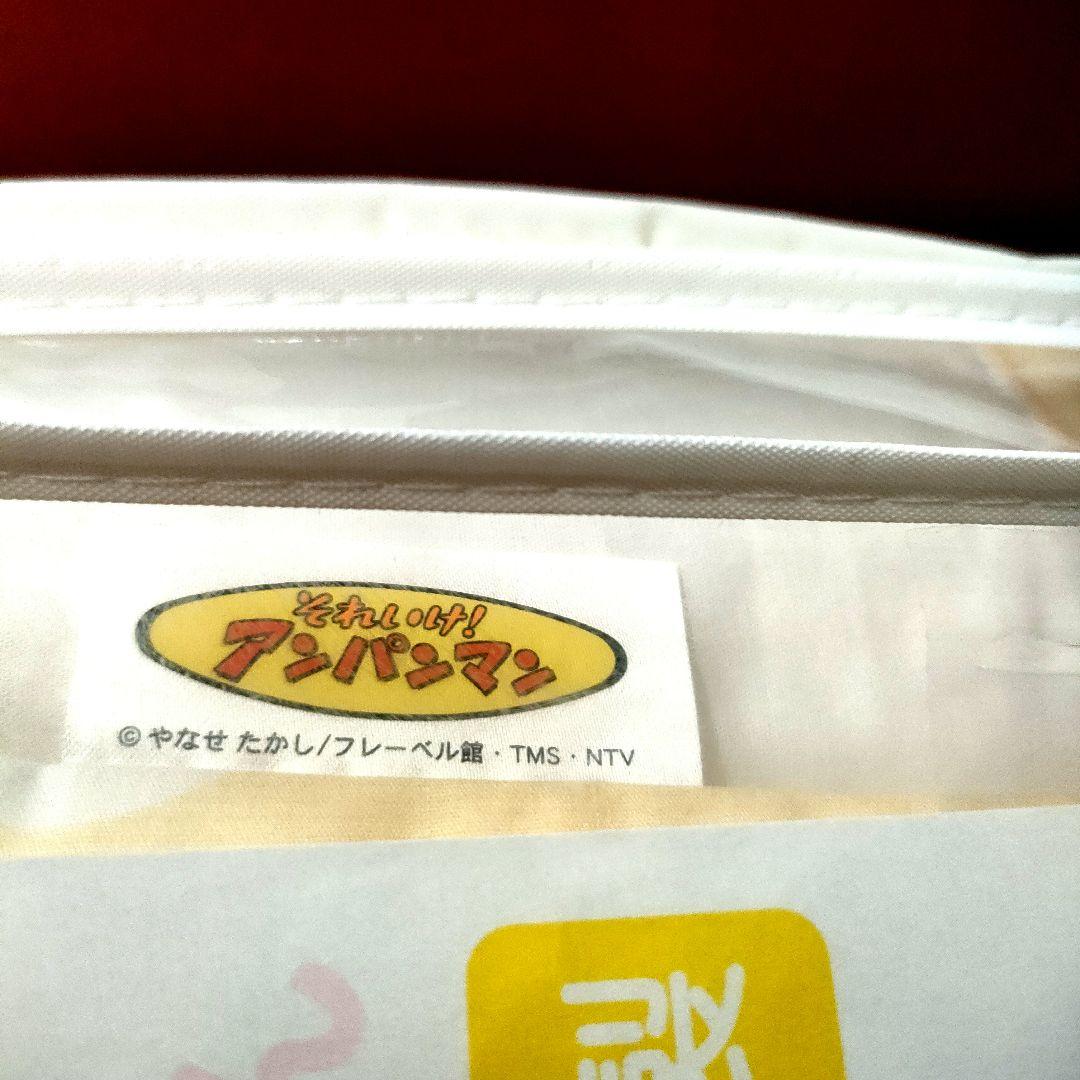 それいけ!
アンパンマン
© やなせ たかし/フレーベル館・TMS・NTV